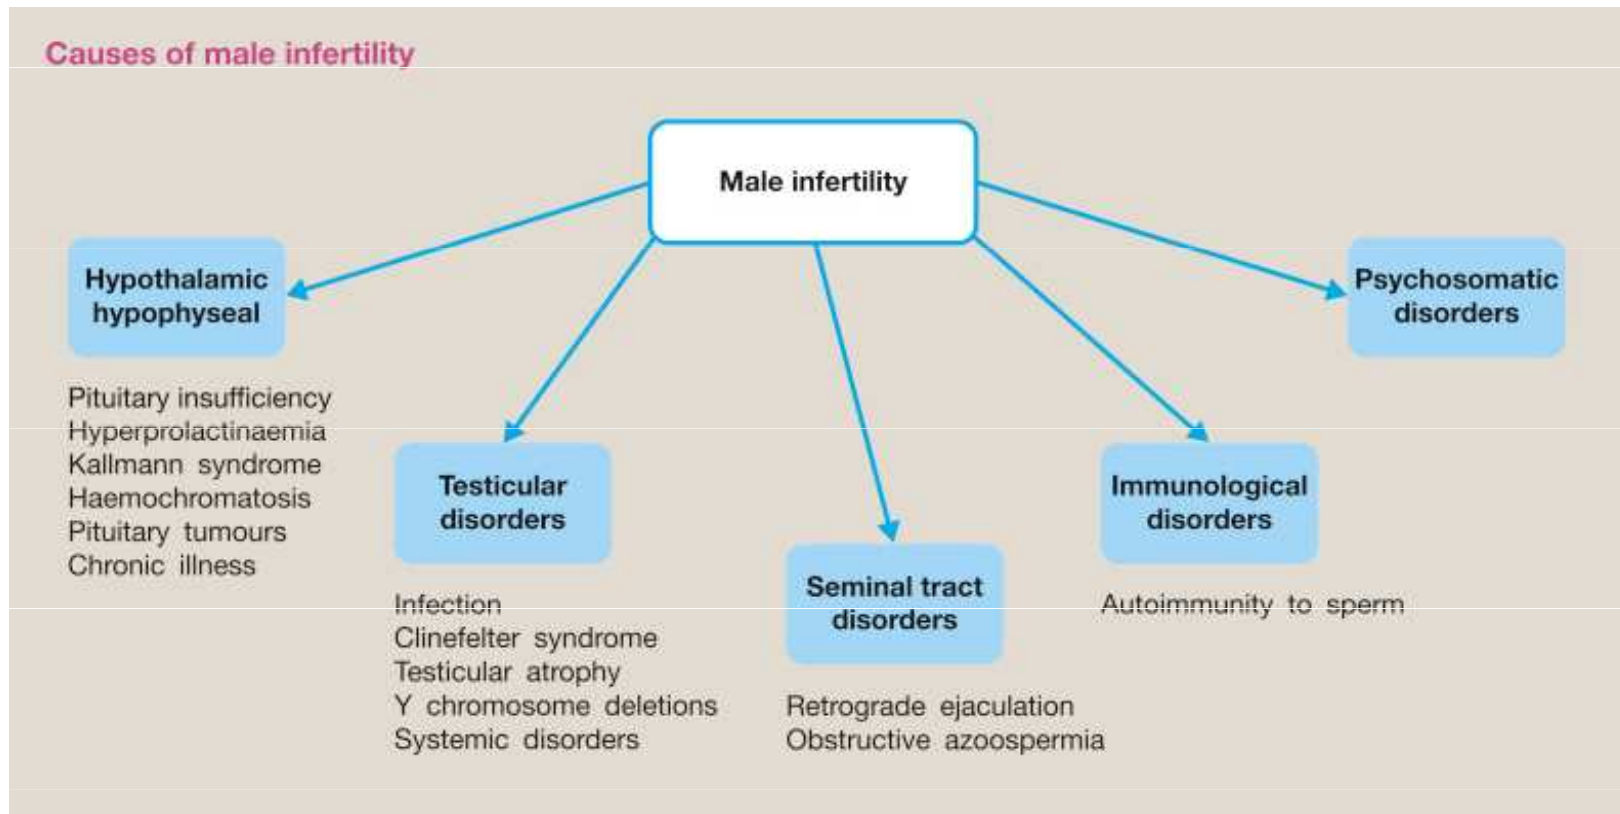 Causes of male infertility
Male infertility
Hypothalamic
hypophyseal
Pituitary insufficiency
Hyperprolactinaemia
Kallmann syndrome
Haemochromatosis
Pituitary tumours
Chronic illness
Testicular
disorders
Infection
Clinefelter syndrome
Testicular atrophy
Y chromosome deletions
Systemic disorders
Seminal tract
disorders
Retrograde ejaculation
Obstructive azoospermia
Immunological
disorders
Autoimmunity to sperm
Psychosomatic
disorders